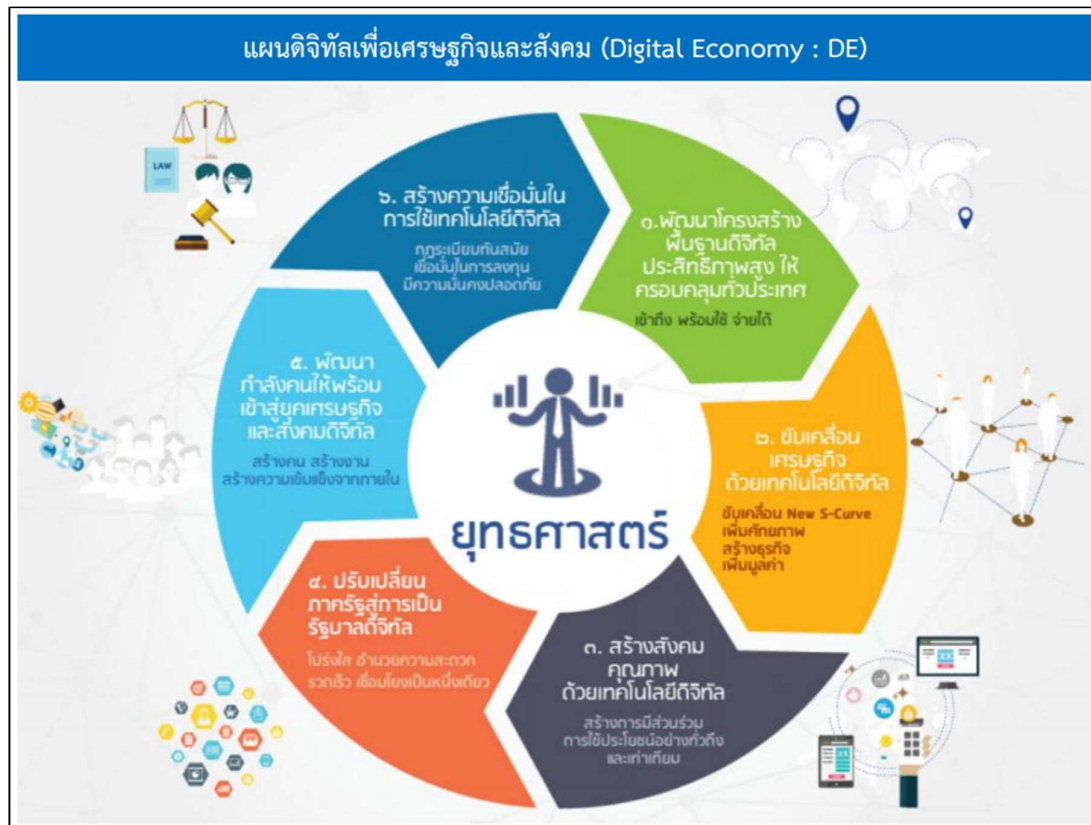 แผนดิจิทัลเพื่อเศรษฐกิจและสังคม (Digital Economy : DE)
๑.พัฒนาโครงสร้าง
พื้นฐานดิจิทัล
ประสิทธิภาพสูง ให้
ครอบคลุมทั่วประเทศ
เข้าถึง พร้อมใช้ จ่ายได้
๒. ขับเคลื่อน
เศรษฐกิจ
ด้วยเทคโนโลยีดิจิทัล
ขับเคลื่อน New S-Curve
เพิ่มศักยภาพ
สร้างธุรกิจ
เพิ่มมูลค่า
๓. สร้างสังคม
คุณภาพ
ด้วยเทคโนโลยีดิจิทัล
สร้างการมีส่วนร่วม
การใช้ประโยชน์อย่างทั่วถึง
และเท่าเทียม
๔. ปรับเปลี่ยน
ภาครัฐสู่การเป็น
รัฐบาลดิจิทัล
โปร่งใส อำนวยความสะดวก
รวดเร็ว เชื่อมโยงเป็นหนึ่งเดียว
๕. พัฒนา
กำลังคนให้พร้อม
เข้าสู่ยุคเศรษฐกิจ
และสังคมดิจิทัล
สร้างคน สร้างงาน
สร้างความเข้มแข็งจากภายใน
๖. สร้างความเชื่อมั่นใน
การใช้เทคโนโลยีดิจิทัล
กฎระเบียบทันสมัย
เชื่อมั่นในการลงทุน
มีความมั่นคงปลอดภัย
ยุทธศาสตร์
LAW